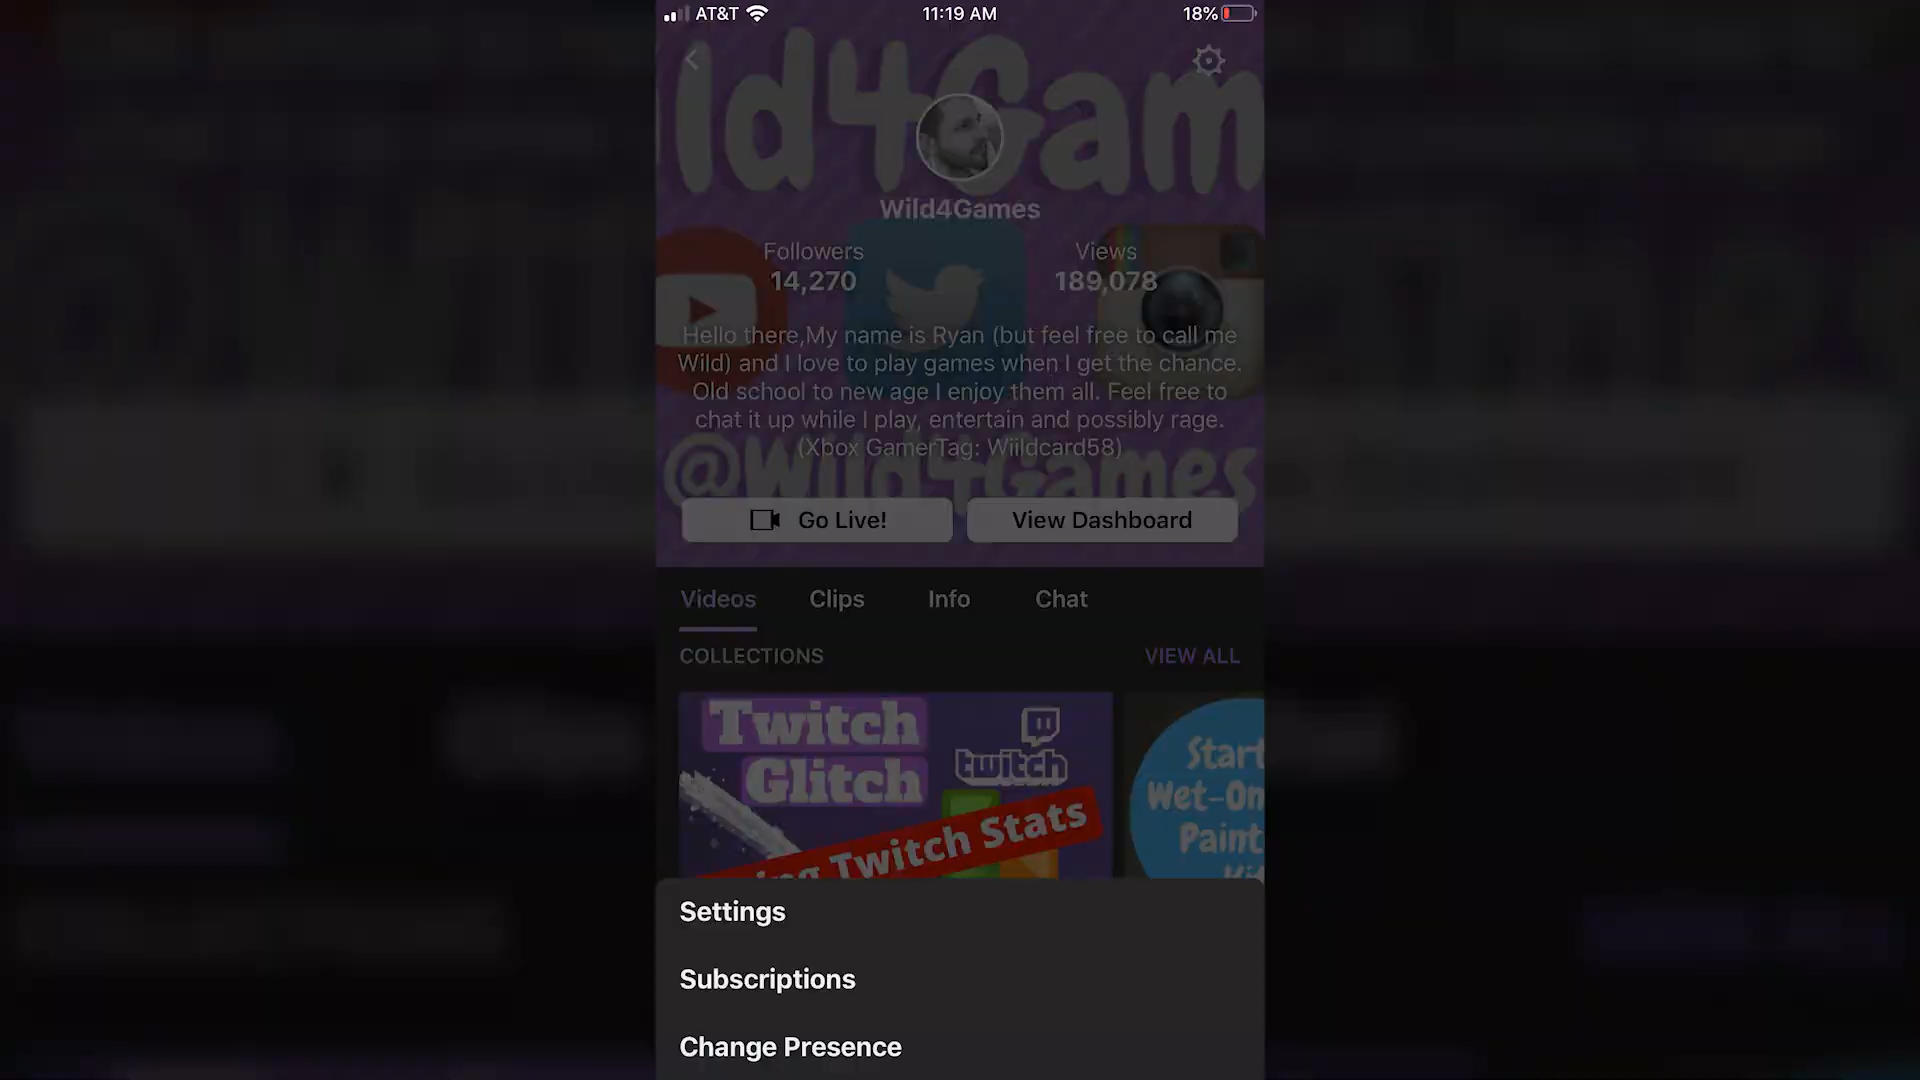 AT&T
11:19 AM
18%
ld4Gam
Wild4Games
Followers
Views
14,270
189,078
Hello there,My name is Ryan (but feel free to call me
Wild) and I love to play games when I get the chance.
Old school to new age I enjoy them all. Feel free to
chat it up while I play, entertain and possibly rage.
(Xbox GamerTag: Wiildcard58)
@Wild4Games
Go Live!
View Dashboard
Videos
Clips
Info
Chat
COLLECTIONS
VIEW ALL
Twitch
Glitch
twitch
Twitch Stats
Start
Wet-On
Paint
Settings
Subscriptions
Change Presence